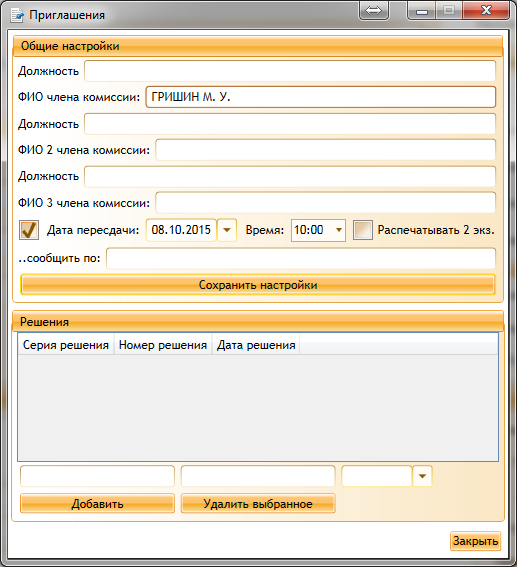 Приглашения
Общие настройки
Должность
ФИО члена комиссии: ГРИШИН М. У.
Должность
ФИО 2 члена комиссии:
Должность
ФИО 3 члена комиссии:
Дата пересдачи: 08.10.2015 Время: 10:00 Распечатывать 2 экз.
..сообщить по:
Сохранить настройки
Решения
Серия решения Номер решения Дата решения
Добавить Удалить выбранное
Закрыть